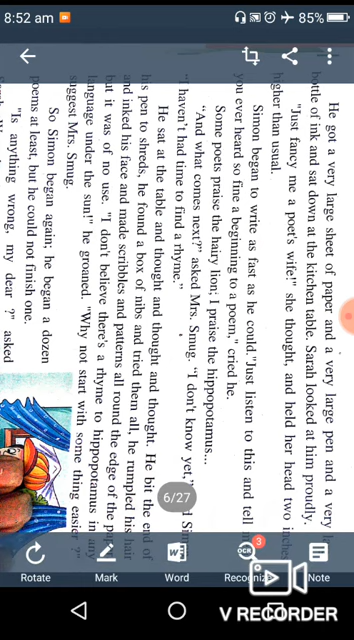 8:52 am
85%
He got a very large sheet of paper and a very large pen and a very
bottle of ink and sat down at the kitchen table. Sarah looked at him proudly.
"Just fancy me a poet's wife!" she thought, and held her head two inches
higher than usual.
Simon began to write as fast as he could."Just listen to this and tell
you ever heard so fine a beginning to a poem," cried he.
Some poets praise the hairy lion; I praise the hippopotamus...
"And what comes next?" asked Mrs. Smug. "I don't know yet,"
"I haven't had time to find a rhyme."
He sat at the table and thought and thought and thought. He bit the end of
his pen to shreds, he found a box of nibs and tried them all, he rumpled his hair
and inked his face and made scribbles and patterns all round the edge of the
but it was of no use. "I don't believe there's a rhyme to hippopotamus in any
language under the sun!" he groaned. "Why not start with some thing easier ?"
suggest Mrs. Smug.
So Simon began again; he began a dozen
poems at least, but he could not finish one.
"Is anything wrong, my dear ?" asked
6/27
3
Rotate
Mark
Word
OCR
Note
V RECORDER